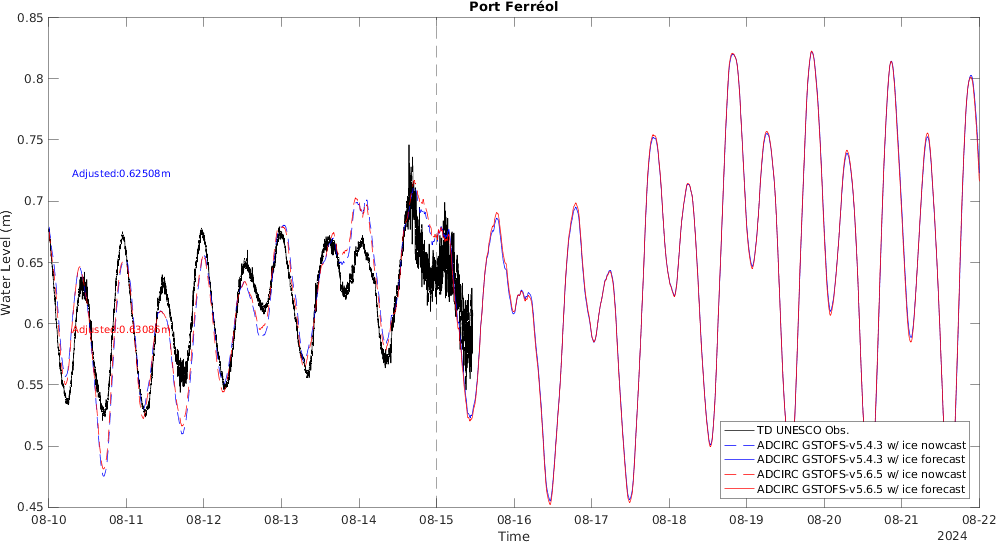 Port Ferréol
0.85
0.8
0.75
0.7
0.65
0.6
0.55
0.5
0.45
Water Level (m)
Adjusted:0.62508m
Adjusted:0.63086m
TD UNESCO Obs.
ADCIRC GSTOFS-v5.4.3 w/ ice nowcast
ADCIRC GSTOFS-v5.4.3 w/ ice forecast
ADCIRC GSTOFS-v5.6.5 w/ ice nowcast
ADCIRC GSTOFS-v5.6.5 w/ ice forecast
08-10 08-11 08-12 08-13 08-14 08-15 08-16 08-17 08-18 08-19 08-20 08-21 08-22
Time
2024